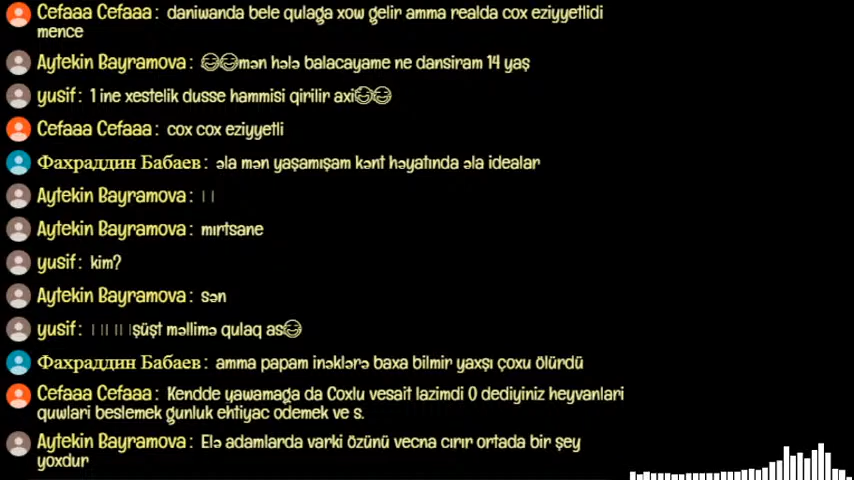 Cefaaa Cefaaa : daniwanda bele qulaga xow gelir amma realda cox eziyyetlidi
mence
Aytekin Bayramova : 😂😂mən hələ balacayame ne dansiram 14 yaş
yusif : 1 ine xestelik dusse hammisi qirilir axi😂😂
Cefaaa Cefaaa : cox cox eziyyetli
Фахраддин Бабаев : əla mən yaşamışam kənt həyatında əla idealar
Aytekin Bayramova :
Aytekin Bayramova : mırtsane
yusif : kim?
Aytekin Bayramova : sən
yusif : şüşt məllimə qulaq as😂
Фахраддин Бабаев : amma papam inəklərə baxa bilmir yaxşı çoxu ölürdü
Cefaaa Cefaaa : Kendde yawamaga da Coxlu vesait lazimdi O dediyiniz heyvanlari
quwlari beslemek gunluk ehtiyac odemek ve s.
Aytekin Bayramova : Elə adamlarda varki özünü vecna cırır ortada bir şey
yoxdur